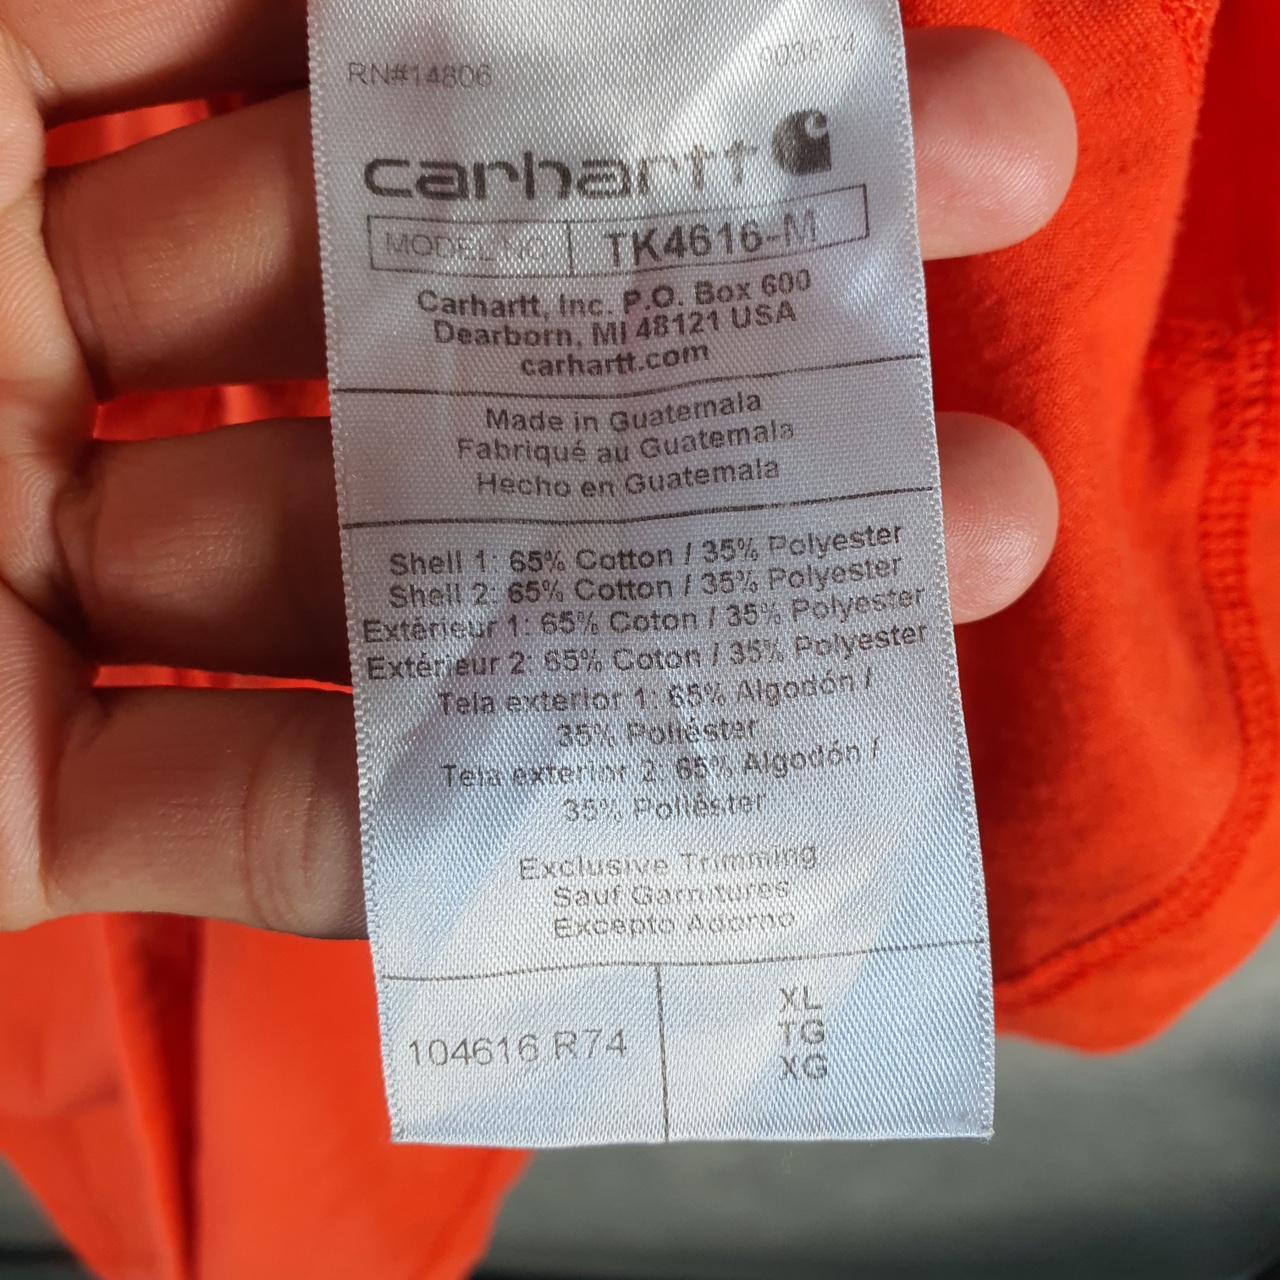 RN#14806
003674
carhartt
MODEL NO TK4616-M
Carhartt, Inc. P.O. Box 600
Dearborn, MI 48121 USA
carhartt.com
Made in Guatemala
Fabriqué au Guatemala
Hecho en Guatemala
Shell 1: 65% Cotton / 35% Polyester
Shell 2: 65% Cotton / 35% Polyester
Extérieur 1: 65% Coton / 35% Polyester
Extérieur 2: 65% Coton / 35% Polyester
Tela exterior 1: 65% Algodón /
35% Poliéster
Tela exterior 2: 65% Algodón /
35% Poliéster
Exclusive Trimming
Sauf Garnitures
Excepto Adorno
104616 R74
XL
TG
XG